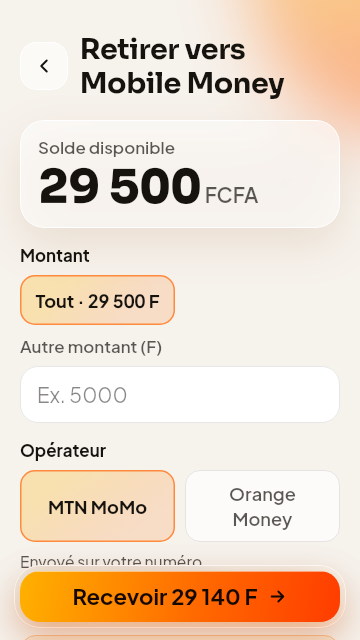 Retirer vers
Mobile Money
Solde disponible
29 500 FCFA
Montant
Tout · 29 500 F
Autre montant (F)
Ex. 5000
Opérateur
MTN MoMo
Orange
Money
Envoyé sur votre numéro
Recevoir 29 140 F →